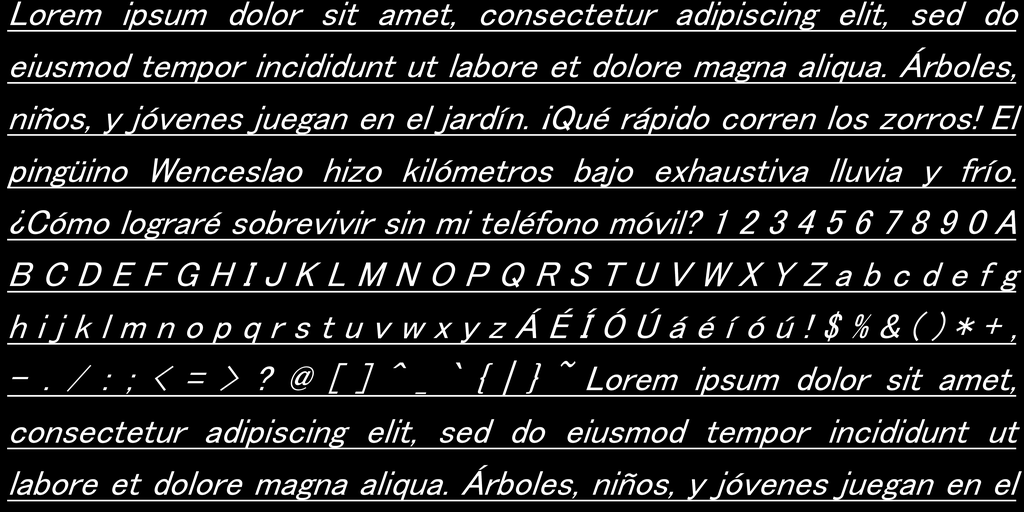 Lorem ipsum dolor sit amet, consectetur adipiscing elit, sed do
eiusmod tempor incididunt ut labore et dolore magna aliqua. Árboles,
niños, y jóvenes juegan en el jardín. ¡Qué rápido corren los zorros! El
pingüino Wenceslao hizo kilómetros bajo exhaustiva lluvia y frío.
¿Cómo lograré sobrevivir sin mi teléfono móvil? 1 2 3 4 5 6 7 8 9 0 A
B C D E F G H I J K L M N O P Q R S T U V W X Y Z a b c d e f g
h i j k l m n o p q r s t u v w x y z Á É Í Ó Ú á é í ó ú ! $ % & ( ) * + ,
- . / : ; < = > ? @ [ ] ^ _ ` { | } ~ Lorem ipsum dolor sit amet,
consectetur adipiscing elit, sed do eiusmod tempor incididunt ut
labore et dolore magna aliqua. Árboles, niños, y jóvenes juegan en el